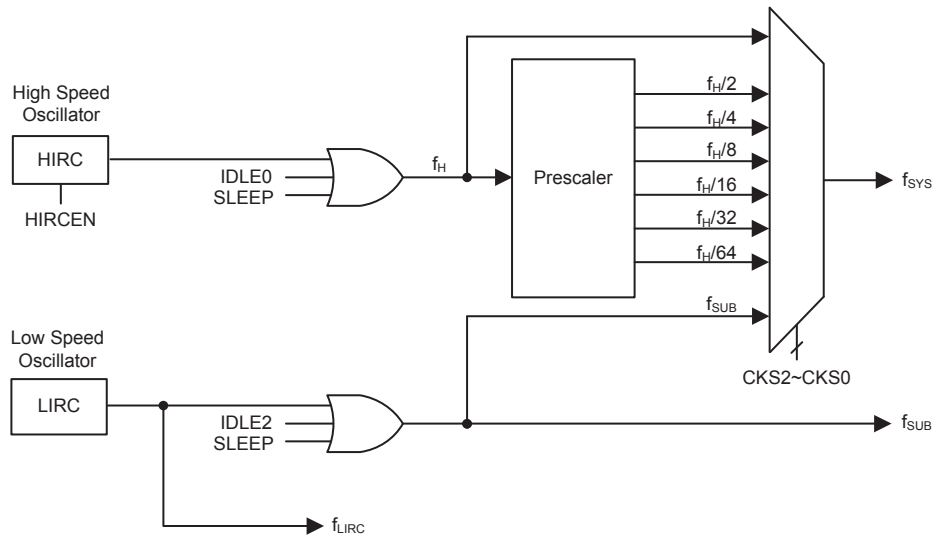 High Speed
Oscillator
HIRC
HIRCEN
IDLE0
SLEEP
fH
Prescaler
fH/2
fH/4
fH/8
fH/16
fH/32
fH/64
fSUB
fSYS
CKS2~CKS0
Low Speed
Oscillator
LIRC
IDLE2
SLEEP
fSUB
fLIRC